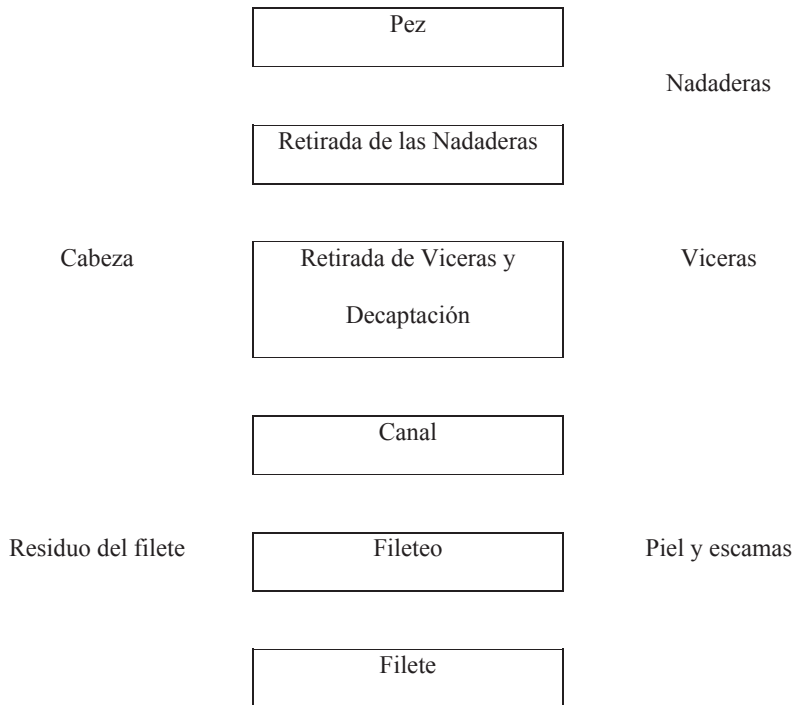 Pez
Nadaderas
Retirada de las Nadaderas
Cabeza
Retirada de Viceras y
Decaptación
Viceras
Canal
Residuo del filete
Fileteo
Piel y escamas
Filete